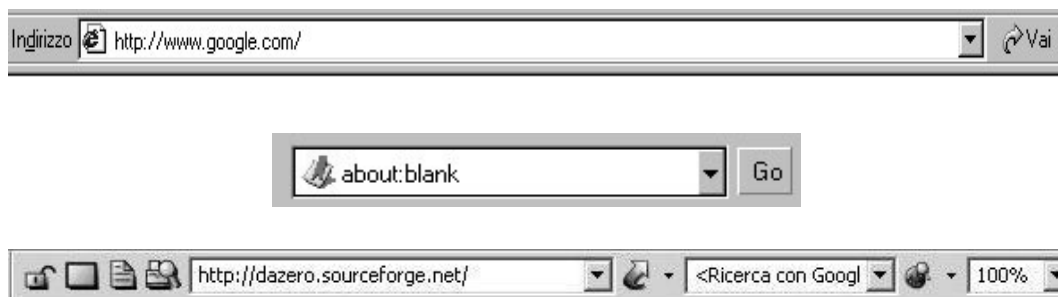 Indirizzo http://www.google.com/ Vai
about:blank Go
http://dazero.sourceforge.net/ <Ricerca con Googl 100%